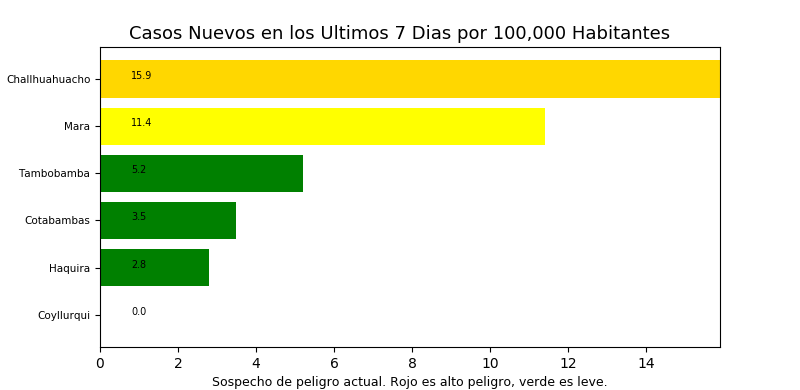 Casos Nuevos en los Ultimos 7 Dias por 100,000 Habitantes
Challhuahuacho 15.9
Mara 11.4
Tambobamba 5.2
Cotabambas 3.5
Haquira 2.8
Coyllurqui 0.0
0 2 4 6 8 10 12 14
Sospecho de peligro actual. Rojo es alto peligro, verde es leve.